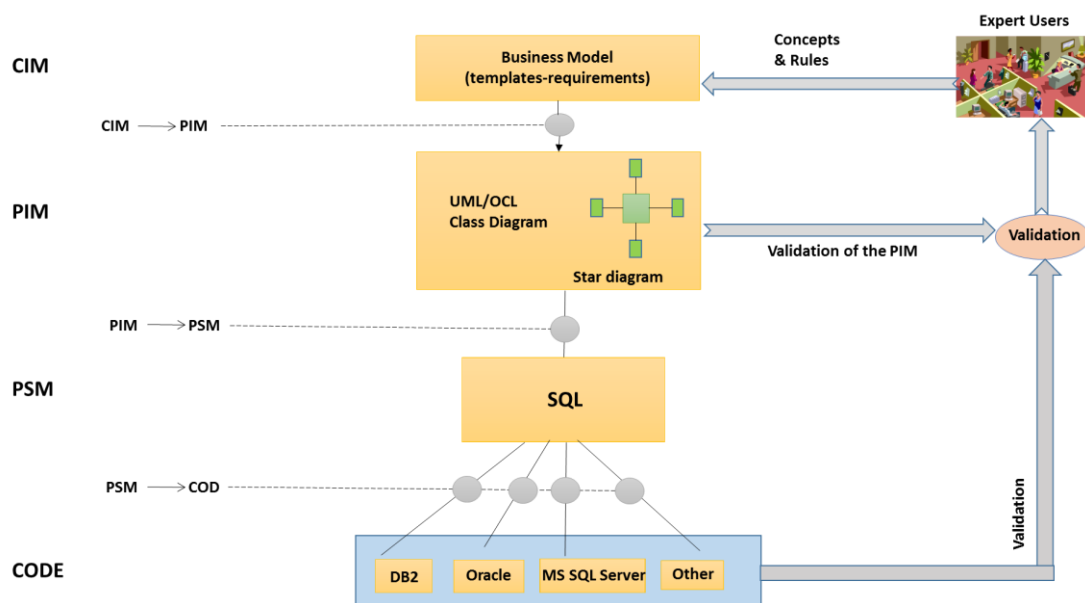 Expert Users
CIM
Business Model
(templates-requirements)
Concepts
& Rules
CIM → PIM
PIM
UML/OCL
Class Diagram
Star diagram
Validation of the PIM
Validation
PIM → PSM
PSM
SQL
PSM → COD
Validation
CODE
DB2
Oracle
MS SQL Server
Other